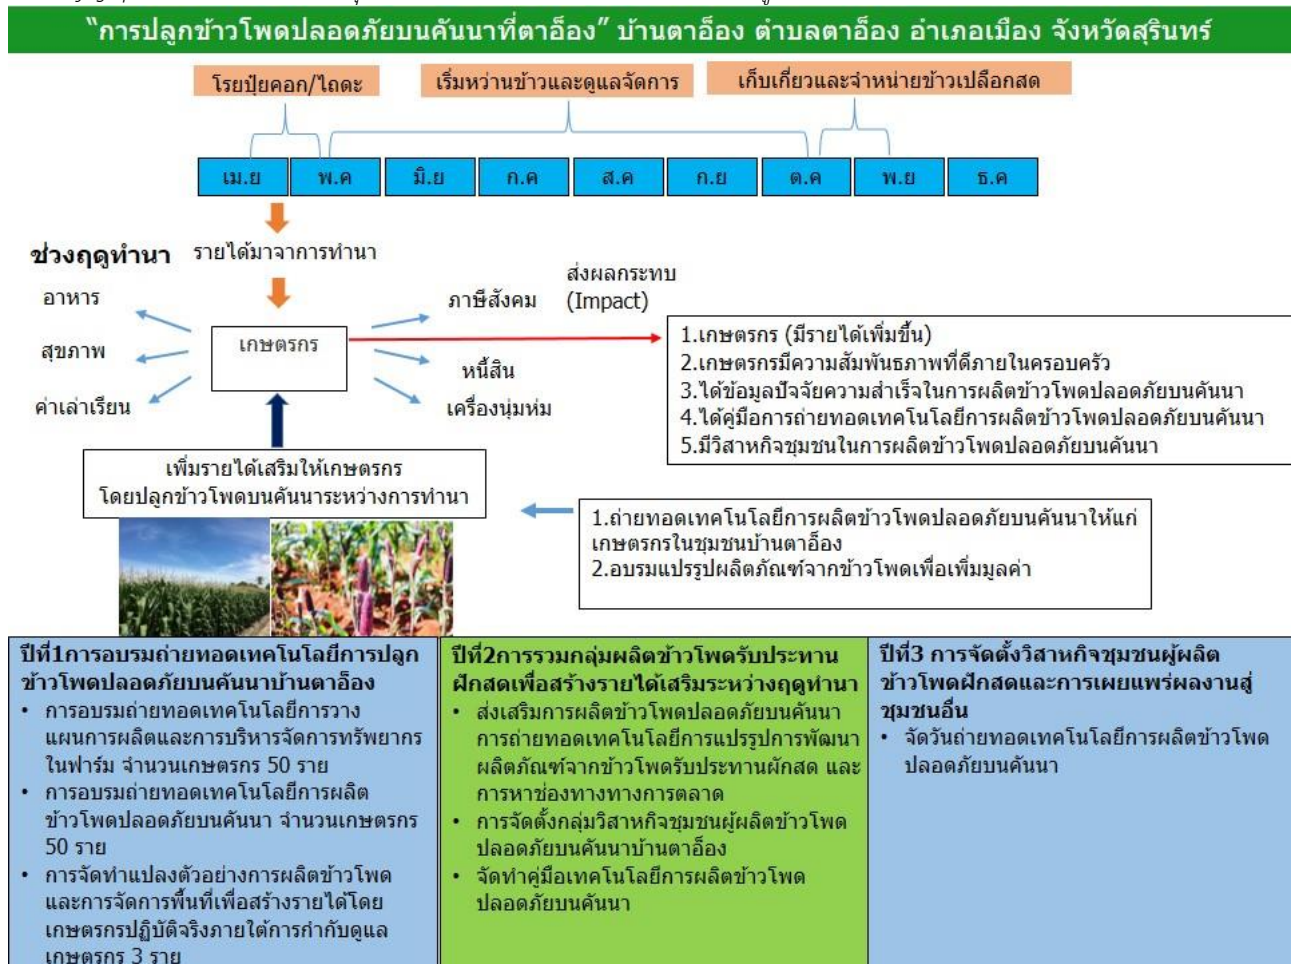 “การปลูกข้าวโพดปลอดภัยบนคันนาที่ตาอ็อง” บ้านตาอ็อง ตำบลตาอ็อง อำเภอเมือง จังหวัดสุรินทร์
โรยปุ๋ยคอก/ไถดะ
เริ่มหว่านข้าวและดูแลจัดการ
เก็บเกี่ยวและจำหน่ายข้าวเปลือกสด
เม.ย
พ.ค
มิ.ย
ก.ค
ส.ค
ก.ย
ต.ค
พ.ย
ธ.ค
ช่วงฤดูทำนา
รายได้มาจาการทำนา
อาหาร
สุขภาพ
ค่าเล่าเรียน
เกษตรกร
ภาษีสังคม
หนี้สิน
เครื่องนุ่มห่ม
ส่งผลกระทบ
(Impact)
1.เกษตรกร (มีรายได้เพิ่มขึ้น)
2.เกษตรกรมีความสัมพันธภาพที่ดีภายในครอบครัว
3.ได้ข้อมูลปัจจัยความสำเร็จในการผลิตข้าวโพดปลอดภัยบนคันนา
4.ได้คู่มือการถ่ายทอดเทคโนโลยีการผลิตข้าวโพดปลอดภัยบนคันนา
5.มีวิสาหกิจชุมชนในการผลิตข้าวโพดปลอดภัยบนคันนา
เพิ่มรายได้เสริมให้เกษตรกร
โดยปลูกข้าวโพดบนคันนาระหว่างการทำนา
1.ถ่ายทอดเทคโนโลยีการผลิตข้าวโพดปลอดภัยบนคันนาให้แก่
เกษตรกรในชุมชนบ้านตาอ็อง
2.อบรมแปรรูปผลิตภัณฑ์จากข้าวโพดเพื่อเพิ่มมูลค่า
ปีที่1การอบรมถ่ายทอดเทคโนโลยีการปลูก
ข้าวโพดปลอดภัยบนคันนาบ้านตาอ็อง
• การอบรมถ่ายทอดเทคโนโลยีการวาง
แผนการผลิตและการบริหารจัดการทรัพยากร
ในฟาร์ม จำนวนเกษตรกร 50 ราย
• การอบรมถ่ายทอดเทคโนโลยีการผลิต
ข้าวโพดปลอดภัยบนคันนา จำนวนเกษตรกร
50 ราย
• การจัดทำแปลงตัวอย่างการผลิตข้าวโพด
และการจัดการพื้นที่เพื่อสร้างรายได้โดย
เกษตรกรปฏิบัติจริงภายใต้การกำกับดูแล
เกษตรกร 3 ราย
ปีที่2การรวมกลุ่มผลิตข้าวโพดรับประทาน
ฝักสดเพื่อสร้างรายได้เสริมระหว่างฤดูทำนา
• ส่งเสริมการผลิตข้าวโพดปลอดภัยบนคันนา
การถ่ายทอดเทคโนโลยีการแปรรูปการพัฒนา
ผลิตภัณฑ์จากข้าวโพดรับประทานผักสด และ
การหาช่องทางทางการตลาด
• การจัดตั้งกลุ่มวิสาหกิจชุมชนผู้ผลิตข้าวโพด
ปลอดภัยบนคันนาบ้านตาอ็อง
• จัดทำคู่มือเทคโนโลยีการผลิตข้าวโพด
ปลอดภัยบนคันนา
ปีที่3 การจัดตั้งวิสาหกิจชุมชนผู้ผลิต
ข้าวโพดฝักสดและการเผยแพร่ผลงานสู่
ชุมชนอื่น
• จัดวันถ่ายทอดเทคโนโลยีการผลิตข้าวโพด
ปลอดภัยบนคันนา